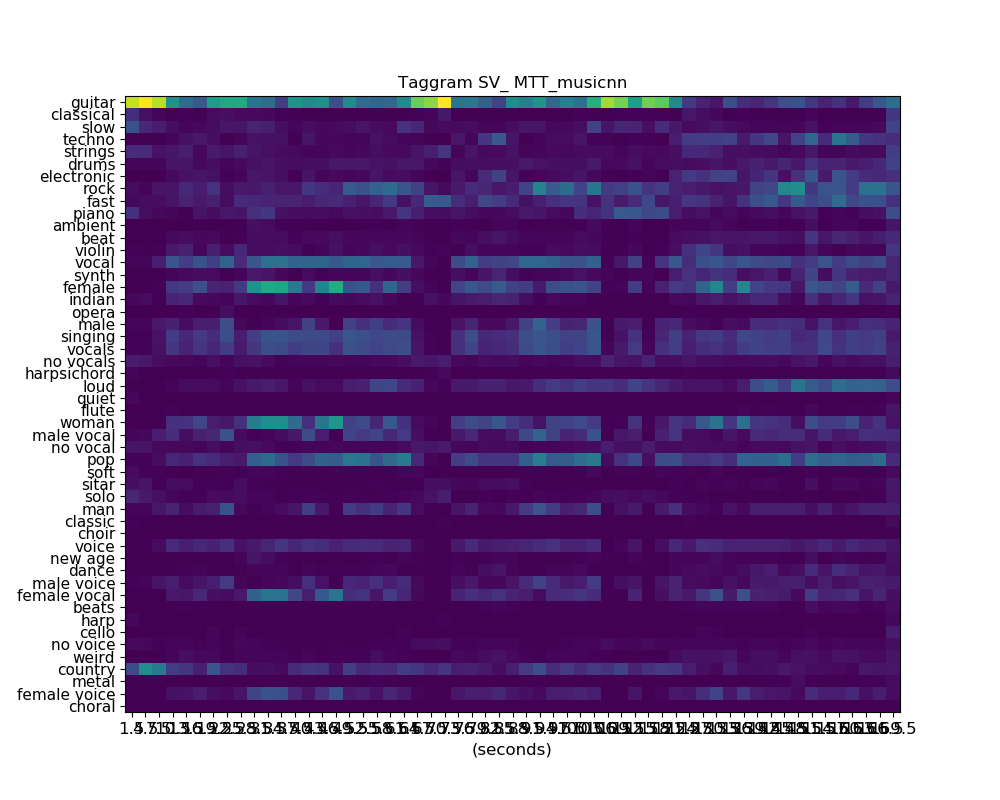 Taggram SV_ MTT_musicnn
guitar
classical
slow
techno
strings
drums
electronic
rock
fast
piano
ambient
beat
violin
vocal
synth
female
indian
opera
male
singing
vocals
no vocals
harpsichord
loud
quiet
flute
woman
male vocal
no vocal
pop
soft
sitar
solo
man
classic
choir
voice
new age
dance
male voice
female vocal
beats
harp
cello
no voice
weird
country
metal
female voice
choral
(seconds)